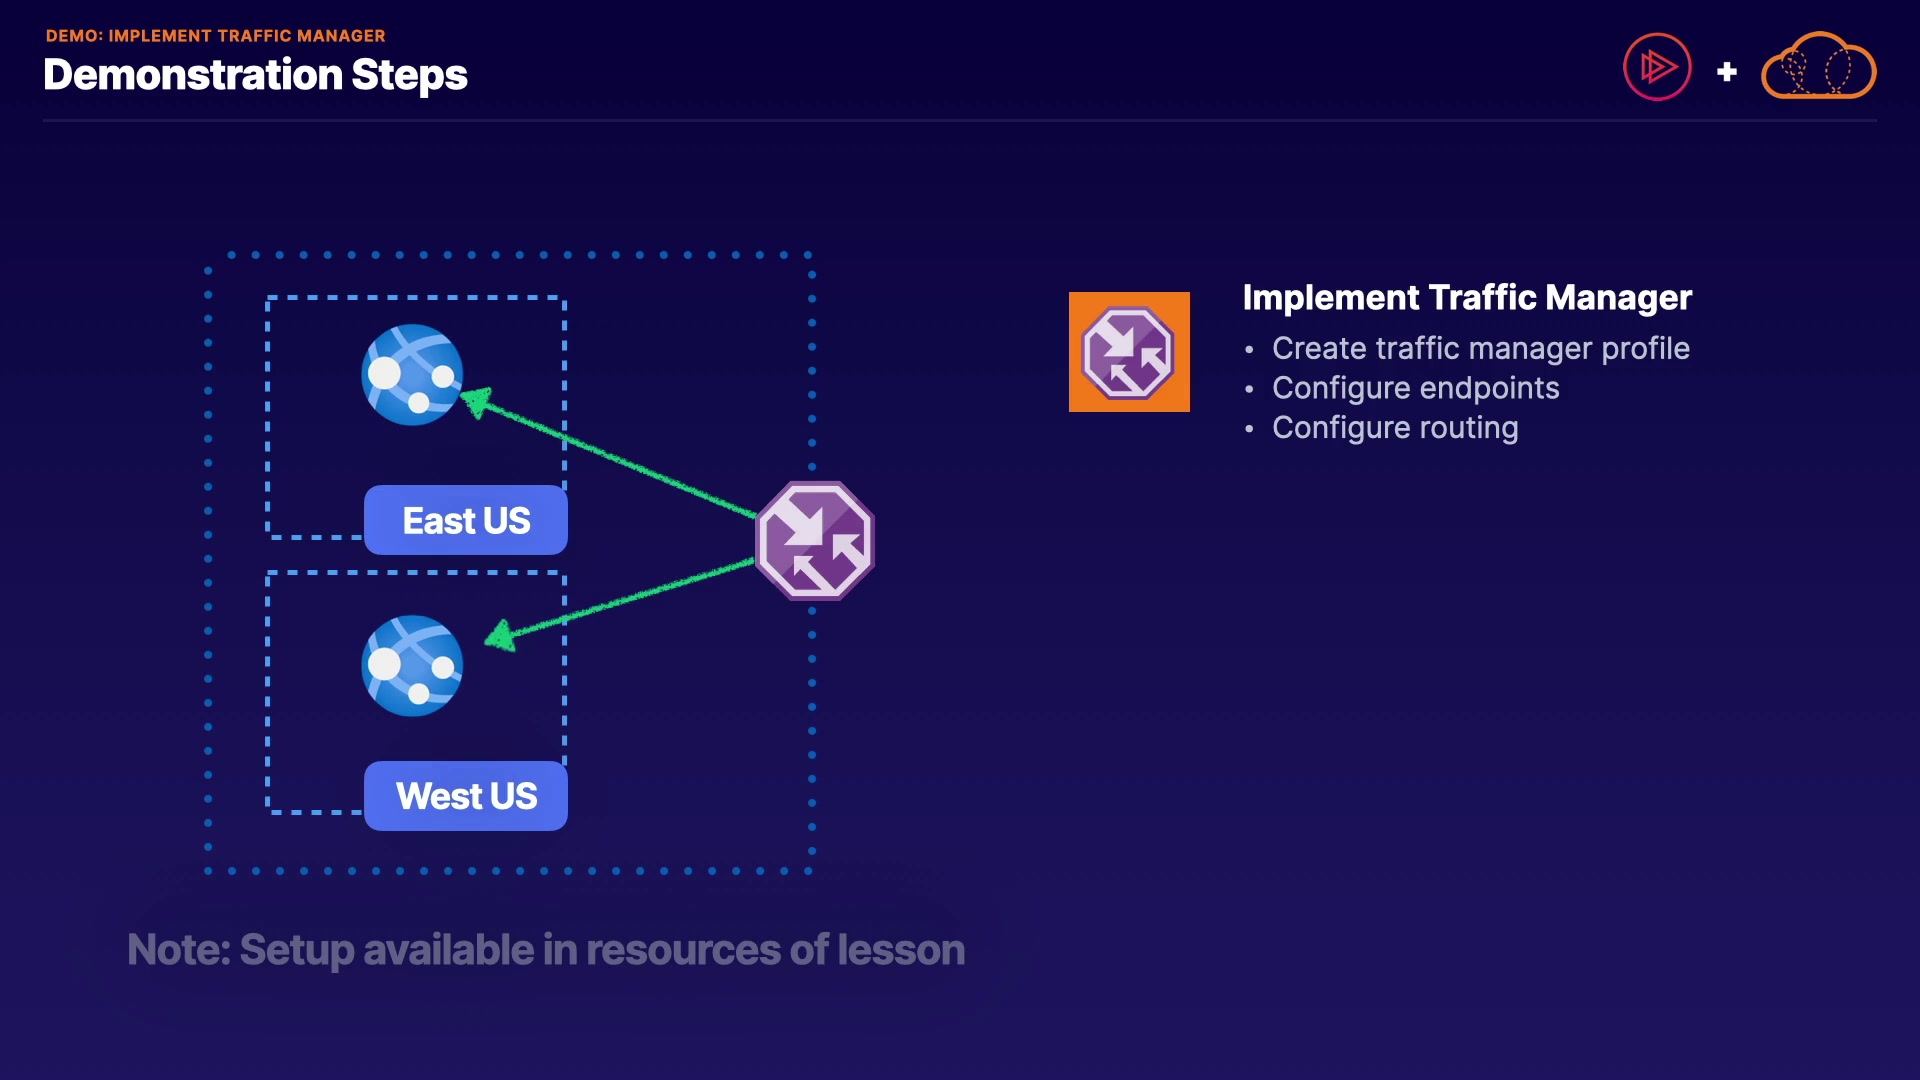 DEMO: IMPLEMENT TRAFFIC MANAGER
Demonstration Steps
East US
West US
Note: Setup available in resources of lesson
Implement Traffic Manager
• Create traffic manager profile
• Configure endpoints
• Configure routing